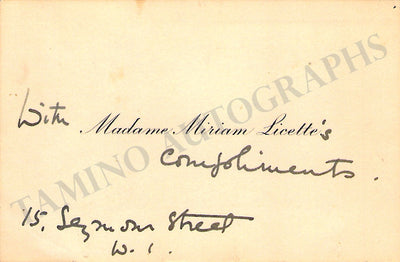 With Madame Miriam Licette's
Compliments.
15, Seymour Street
W. 1.
TAMINO AUTOGRAPHS